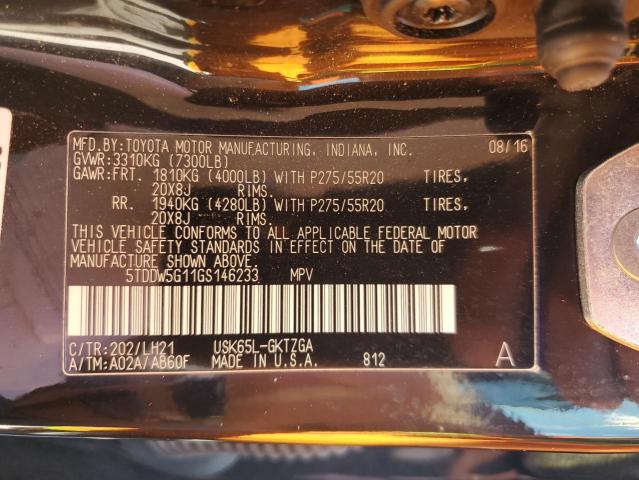 MFD.BY:TOYOTA MOTOR MANUFACTURING, INDIANA, INC. 08/16
GVWR:3310KG (7300LB)
GAWR:FRT. 1810KG (4000LB) WITH P275/55R20 TIRES,
20X8J RIMS.
RR. 1940KG (4280LB) WITH P275/55R20 TIRES,
20X8J RIMS.
THIS VEHICLE CONFORMS TO ALL APPLICABLE FEDERAL MOTOR
VEHICLE SAFETY STANDARDS IN EFFECT ON THE DATE OF
MANUFACTURE SHOWN ABOVE.
5TDDW5G11GS146233 MPV
C/TR:202/LH21 USK65L-GKTZGA
A/TM:A02A/AB60F MADE IN U.S.A. 812 A